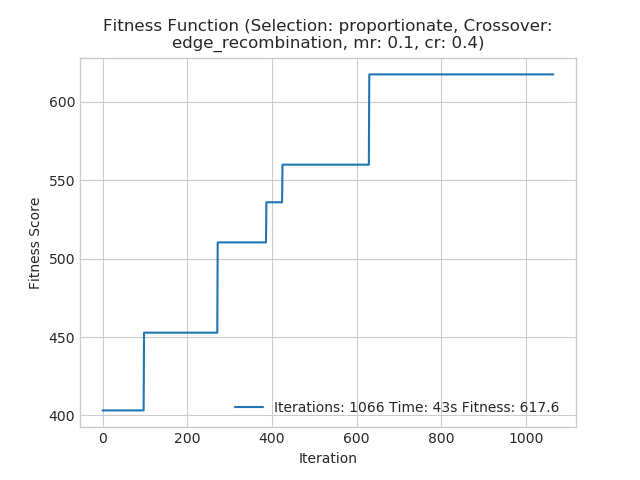 Fitness Function (Selection: proportionate, Crossover:
edge_recombination, mr: 0.1, cr: 0.4)
Fitness Score
600
550
500
450
400
Iterations: 1066 Time: 43s Fitness: 617.6
0 200 400 600 800 1000
Iteration